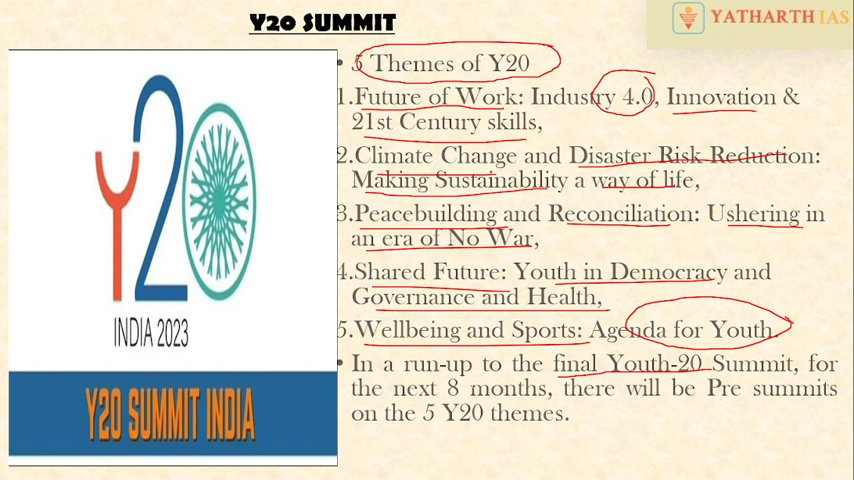 Y20 SUMMIT
YATHARTH IAS
Y20
INDIA 2023
Y20 SUMMIT INDIA
• 5 Themes of Y20
1.Future of Work: Industry 4.0, Innovation &
21st Century skills,
2.Climate Change and Disaster Risk Reduction:
Making Sustainability a way of life,
3.Peacebuilding and Reconciliation: Ushering in
an era of No War,
4.Shared Future: Youth in Democracy and
Governance and Health,
5.Wellbeing and Sports: Agenda for Youth.
• In a run-up to the final Youth-20 Summit, for
the next 8 months, there will be Pre summits
on the 5 Y20 themes.